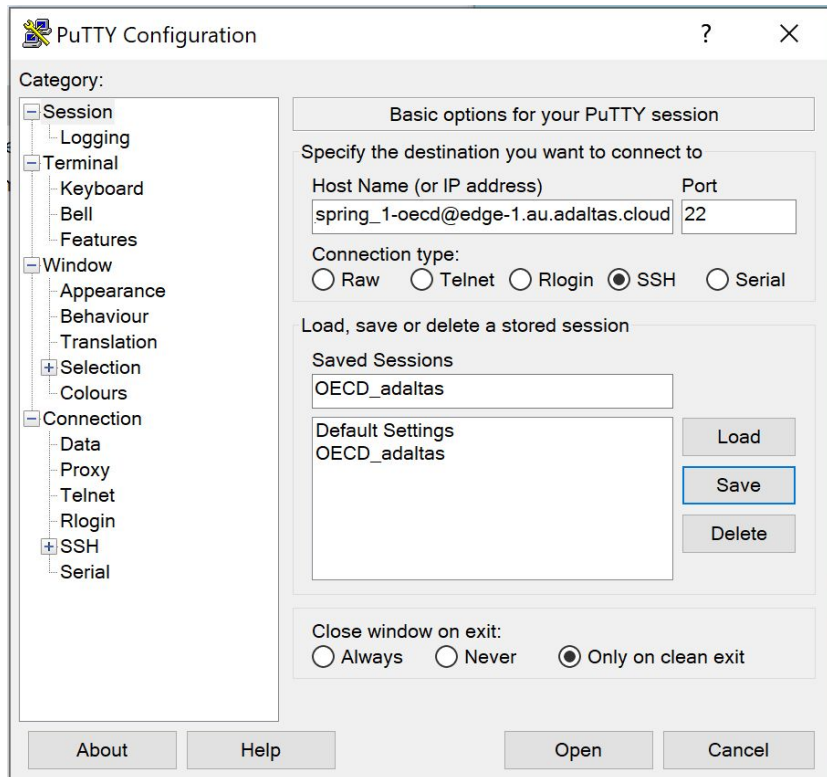 PuTTY Configuration
?
Category:
Session
Logging
Terminal
Keyboard
Bell
Features
Window
Appearance
Behaviour
Translation
Selection
Colours
Connection
Data
Proxy
Telnet
Rlogin
SSH
Serial
Basic options for your PuTTY session
Specify the destination you want to connect to
Host Name (or IP address) Port
spring_1-oecd@edge-1.au.adaltas.cloud 22
Connection type:
Raw Telnet Rlogin SSH Serial
Load, save or delete a stored session
Saved Sessions
OECD_adaltas
Default Settings
OECD_adaltas
Load
Save
Delete
Close window on exit:
Always Never Only on clean exit
About Help Open Cancel